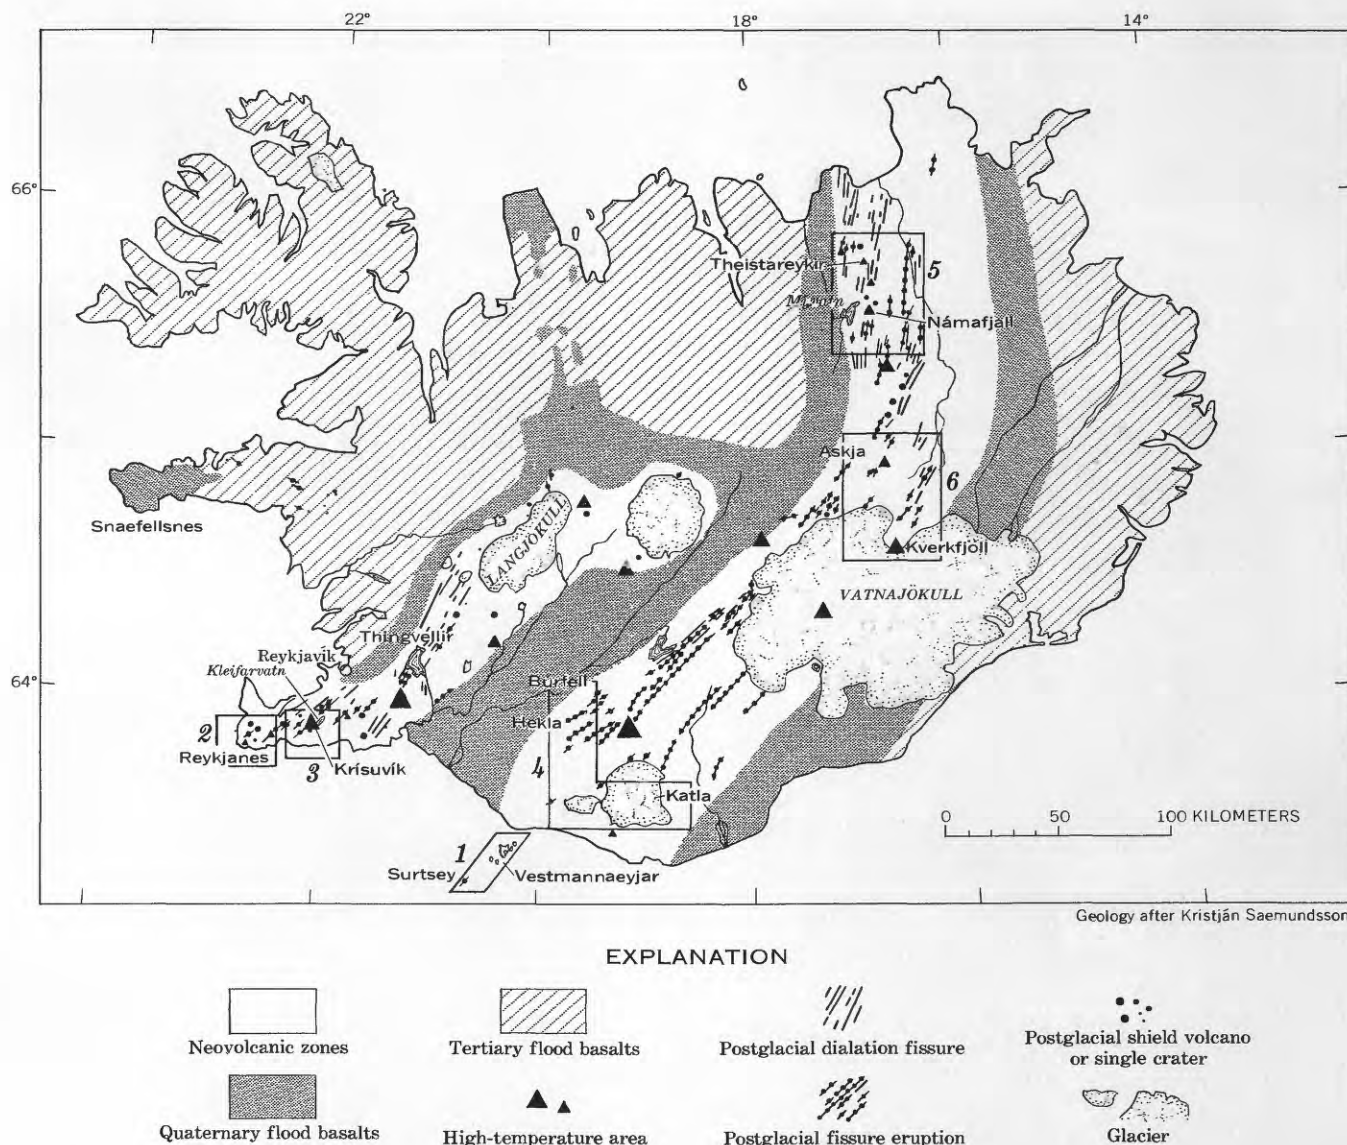 22°
18°
14°
66°
Theistareykir
5
Mývatn
Námafjall
Askja
6
Snaefellsnes
LANGJÖKULL
Kverkfjöll
VATNAJÖKULL
Thingvellir
Reykjavik
Kleifarvatn
64°
Búrfell
Hekla
2
Reykjanes
3
Krísuvík
4
Katla
0 50 100 KILOMETERS
1
Surtsey
Vestmannaeyjar
Geology after Kristján Saemundsson
EXPLANATION
Neovolcanic zones
Tertiary flood basalts
Postglacial dialation fissure
Postglacial shield volcano
or single crater
Quaternary flood basalts
High-temperature area
Postglacial fissure eruption
Glacier